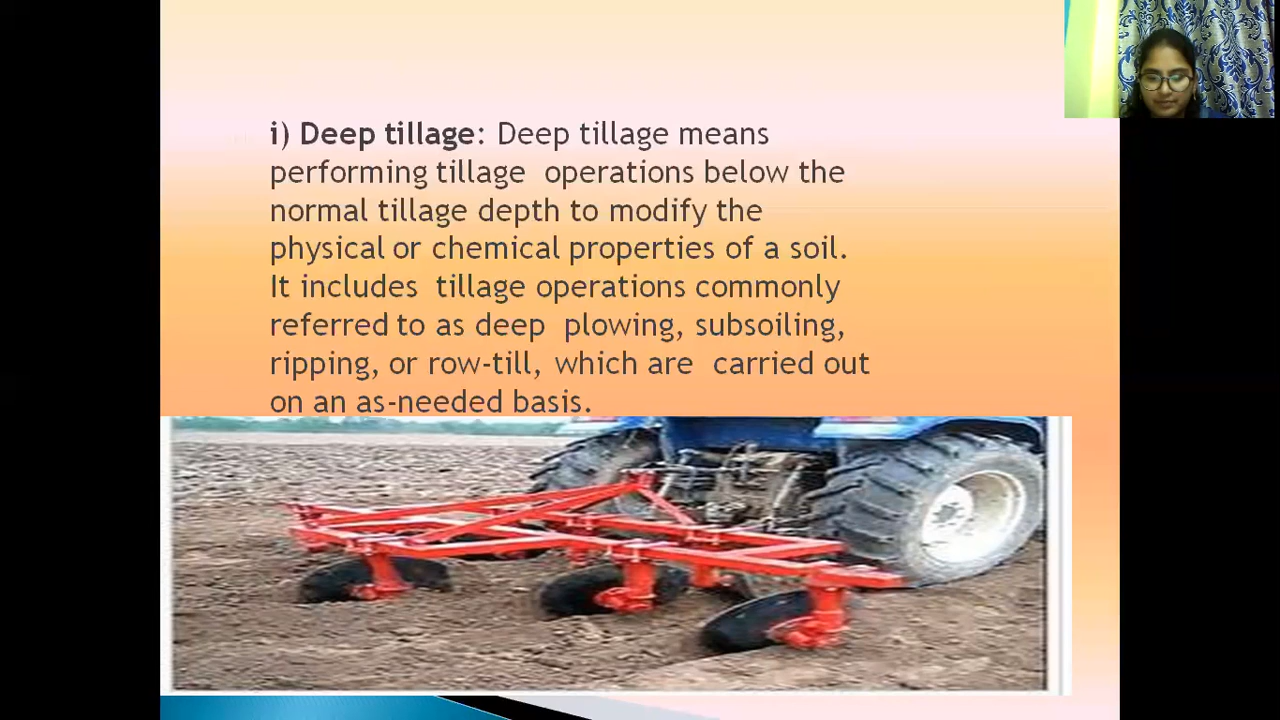 i) Deep tillage: Deep tillage means
performing tillage operations below the
normal tillage depth to modify the
physical or chemical properties of a soil.
It includes tillage operations commonly
referred to as deep plowing, subsoiling,
ripping, or row-till, which are carried out
on an as-needed basis.